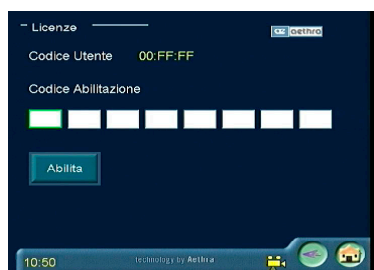 Licenze
aethra
Codice Utente 00:FF:FF
Codice Abilitazione
Abilita
10:50 technology by Aethra